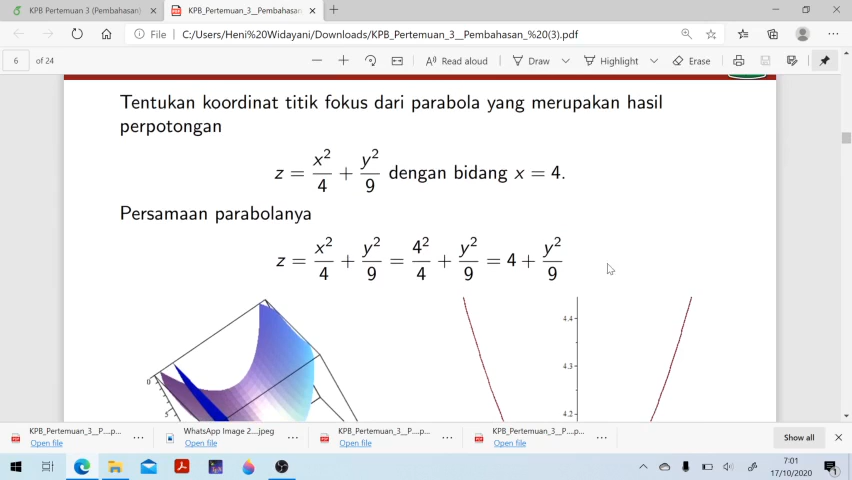 KPB Pertemuan 3 (Pembahasan)
KPB_Pertemuan_3__Pembahasan_
File
C:/Users/Heni%20Widayani/Downloads/KPB_Pertemuan_3__Pembahasan_%20(3).pdf
6 of 24
Read aloud
Draw
Highlight
Erase
Tentukan koordinat titik fokus dari parabola yang merupakan hasil
perpotongan
z = x²/4 + y²/9 dengan bidang x = 4.
Persamaan parabolanya
z = x²/4 + y²/9 = 4²/4 + y²/9 = 4 + y²/9
0
5
4.4
4.3
4.2
KPB_Pertemuan_3__P....p...
Open file
WhatsApp Image 2....jpeg
Open file
KPB_Pertemuan_3__P....p...
Open file
KPB_Pertemuan_3__P....p...
Open file
Show all
7:01
17/10/2020